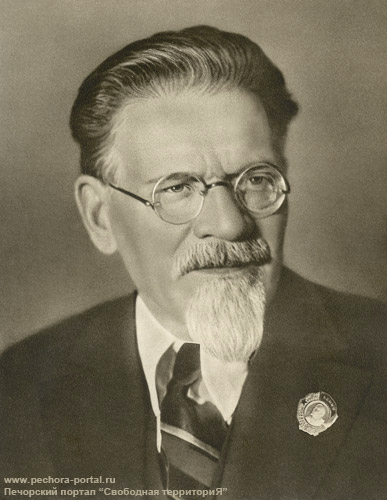 www.pechora-portal.ru
Печорский портал "Свободная территориЯ"